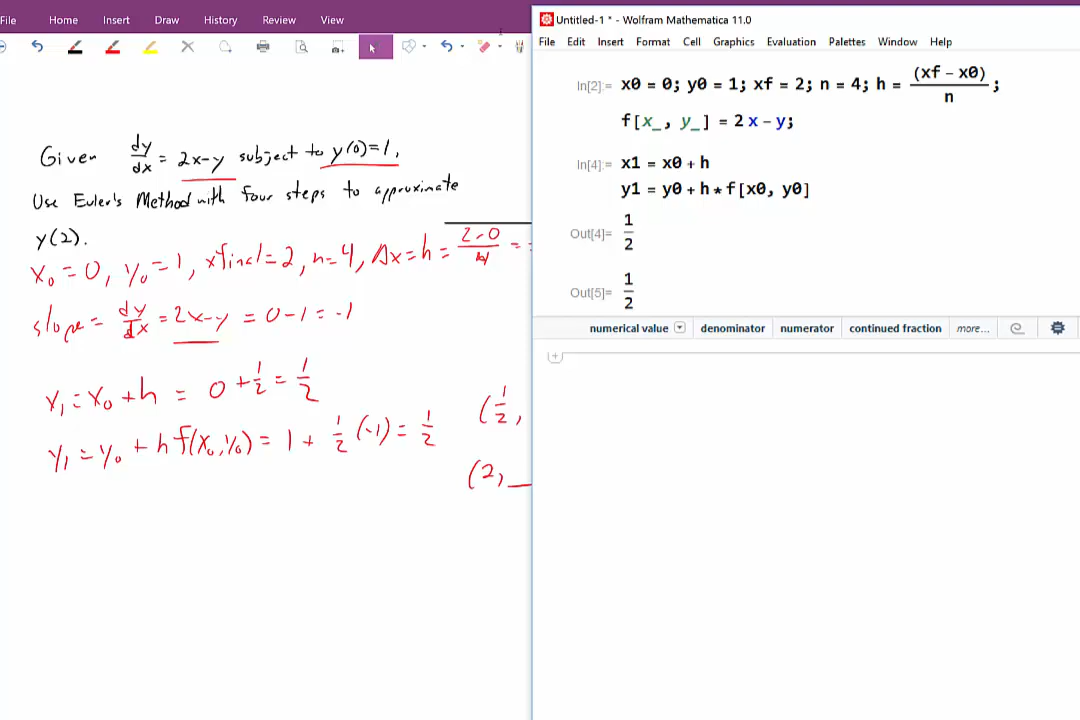 File Home Insert Draw History Review View
Given dy/dx = 2x-y subject to y(0)=1,
Use Euler's Method with four steps to approximate
y(2).
x₀=0, y₀=1, xfinal=2, n=4, Δx=h= (2-0)/4 =
slope = dy/dx = 2x-y = 0-1 = -1
x₁ = x₀ + h = 0 + 1/2 = 1/2
y₁ = y₀ + h f(x₀, y₀) = 1 + 1/2 (-1) = 1/2
(1/2,
(2, __
Untitled-1 * - Wolfram Mathematica 11.0
File Edit Insert Format Cell Graphics Evaluation Palettes Window Help
In[2]:= x0 = 0; y0 = 1; xf = 2; n = 4; h = (xf - x0)/n ;
f[x_, y_] = 2 x - y;
In[4]:= x1 = x0 + h
y1 = y0 + h * f[x0, y0]
Out[4]= 1/2
Out[5]= 1/2
numerical value denominator numerator continued fraction more...